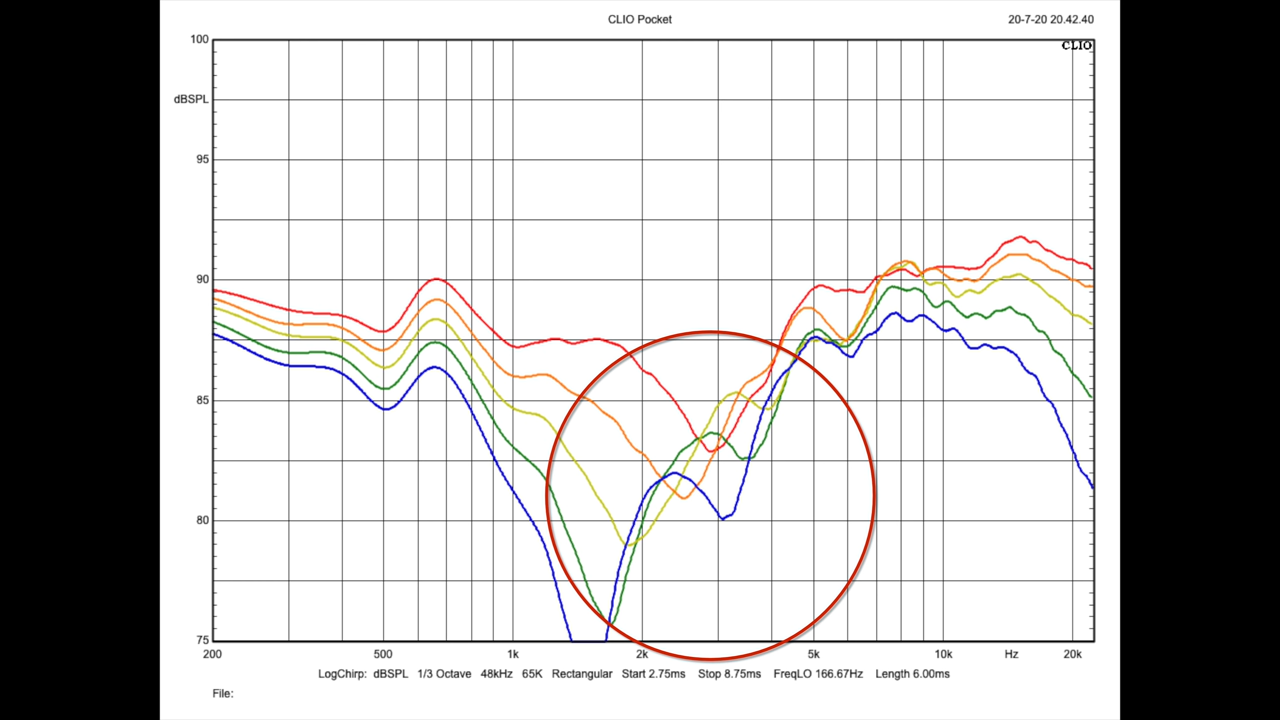 CLIO Pocket 20-7-20 20.42.40
100
CLIO
dBSPL
95
90
85
80
75
200 500 1k 2k 5k 10k Hz 20k
LogChirp: dBSPL 1/3 Octave 48kHz 65K Rectangular Start 2.75ms Stop 8.75ms FreqLO 166.67Hz Length 6.00ms
File: